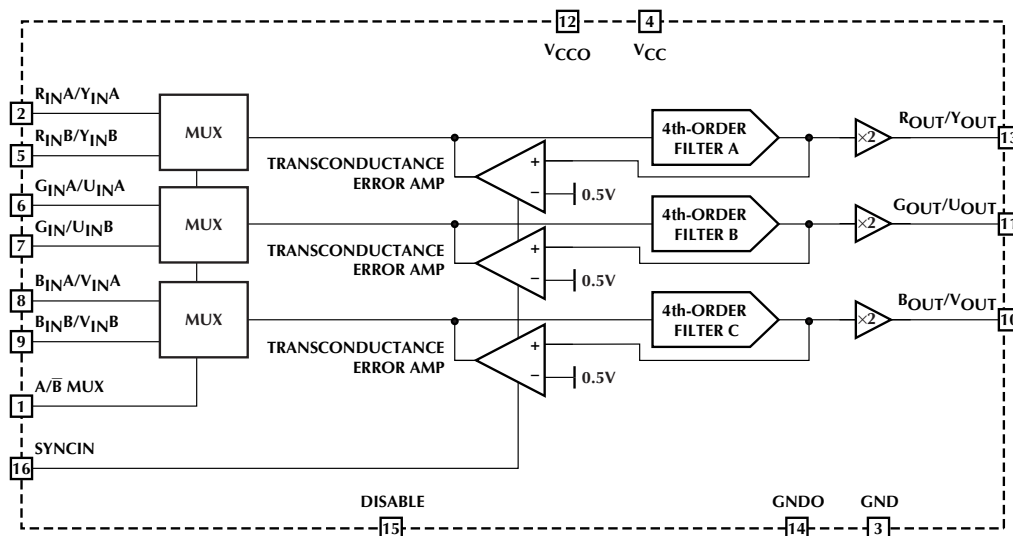 12 4
VCCO VCC
RINA/YINA
2
RINB/YINB
5
MUX
4th-ORDER
FILTER A
×2
ROUT/YOUT
13
TRANSCONDUCTANCE
ERROR AMP
+
−
0.5V
GINA/UINA
6
GIN/UINB
7
MUX
4th-ORDER
FILTER B
×2
GOUT/UOUT
11
TRANSCONDUCTANCE
ERROR AMP
+
−
0.5V
BINA/VINA
8
BINB/VINB
9
MUX
4th-ORDER
FILTER C
×2
BOUT/VOUT
10
TRANSCONDUCTANCE
ERROR AMP
+
−
0.5V
A/B̅ MUX
1
SYNCIN
16
DISABLE GNDO GND
15 14 3